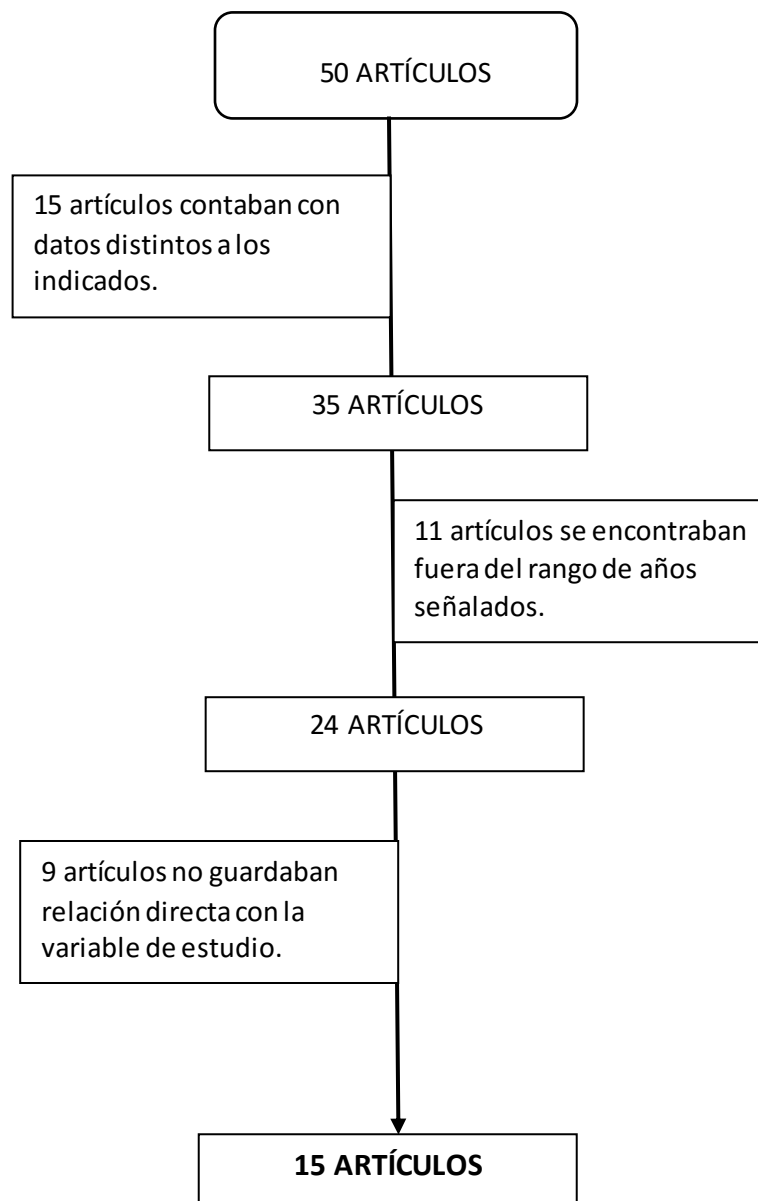 50 ARTÍCULOS
15 artículos contaban con
datos distintos a los
indicados.
35 ARTÍCULOS
11 artículos se encontraban
fuera del rango de años
señalados.
24 ARTÍCULOS
9 artículos no guardaban
relación directa con la
variable de estudio.
15 ARTÍCULOS